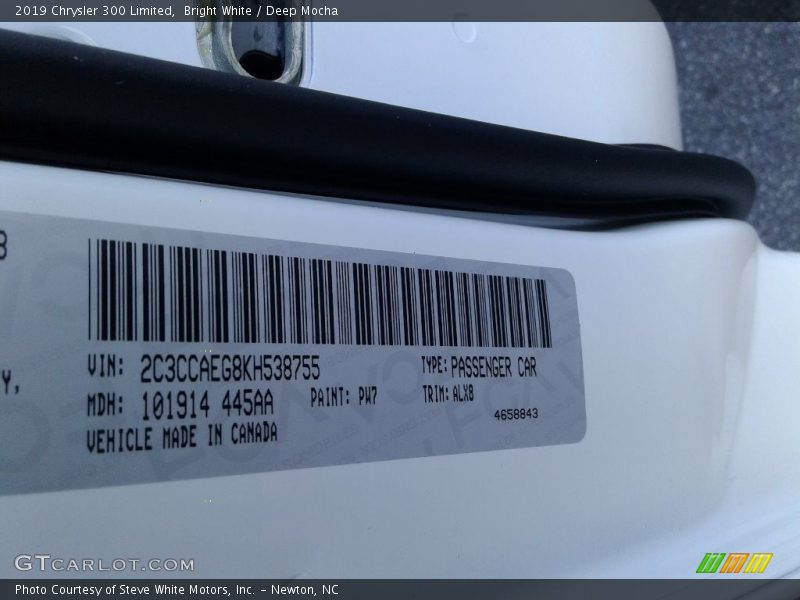 2019 Chrysler 300 Limited, Bright White / Deep Mocha
Y,
VIN: 2C3CCAEG8KH538755 TYPE: PASSENGER CAR
MDH: 101914 445AA PAINT: PW7 TRIM: ALX8
VEHICLE MADE IN CANADA 4658843
GTCARLOT.COM
Photo Courtesy of Steve White Motors, Inc. – Newton, NC